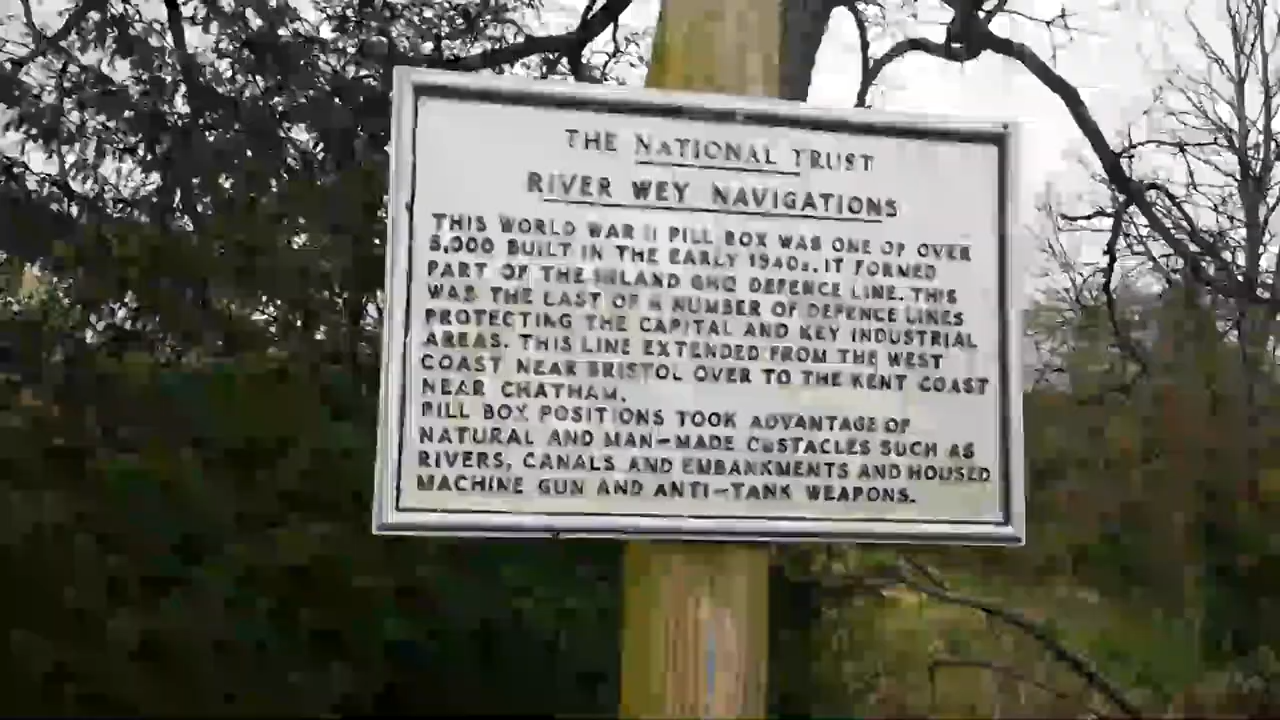 THE NATIONAL TRUST
RIVER WEY NAVIGATIONS
THIS WORLD WAR II PILL BOX WAS ONE OF OVER
5,000 BUILT IN THE EARLY 1940s. IT FORMED
PART OF THE INLAND GHQ DEFENCE LINE. THIS
WAS THE LAST OF A NUMBER OF DEFENCE LINES
PROTECTING THE CAPITAL AND KEY INDUSTRIAL
AREAS. THIS LINE EXTENDED FROM THE WEST
COAST NEAR BRISTOL OVER TO THE KENT COAST
NEAR CHATHAM.
PILL BOX POSITIONS TOOK ADVANTAGE OF
NATURAL AND MAN-MADE OBSTACLES SUCH AS
RIVERS, CANALS AND EMBANKMENTS AND HOUSED
MACHINE GUN AND ANTI-TANK WEAPONS.